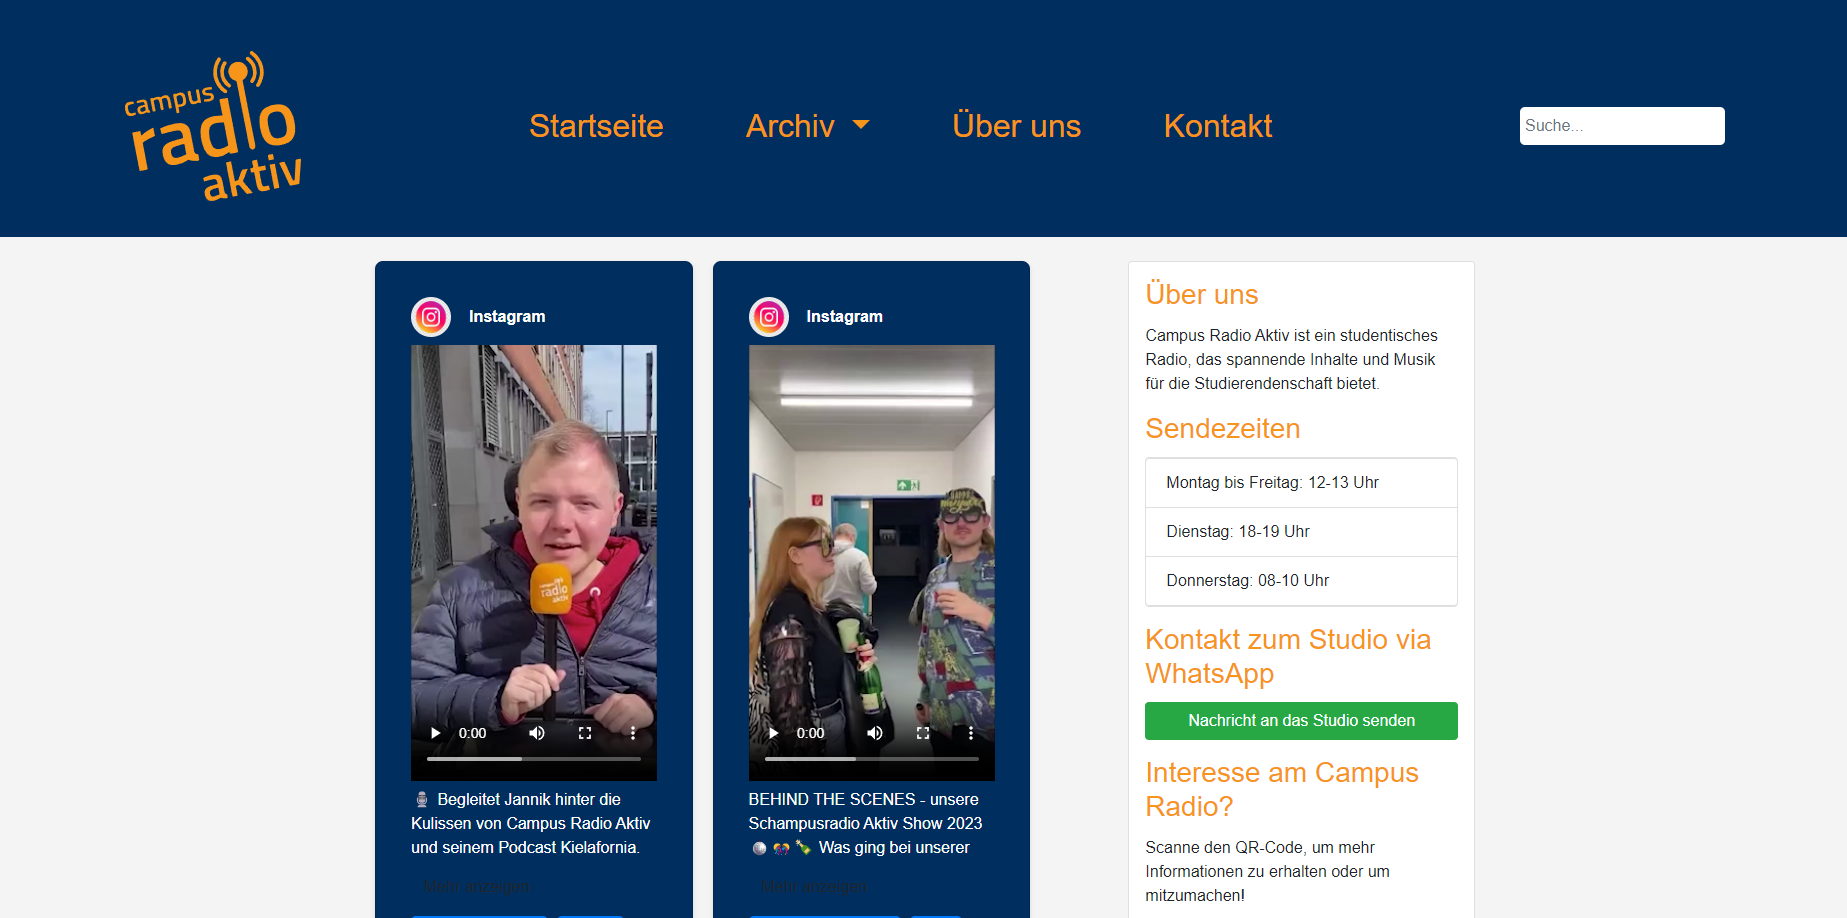 campus
radio
aktiv
Startseite
Archiv
Über uns
Kontakt
Suche...
Instagram
campus
radio
aktiv
0:00
🎙️ Begleitet Jannik hinter die
Kulissen von Campus Radio Aktiv
und seinem Podcast Kielafornia.
Mehr anzeigen
Instagram
0:00
BEHIND THE SCENES - unsere
Schampusradio Aktiv Show 2023
🪩 🎊 🍾 Was ging bei unserer
Mehr anzeigen
Über uns
Campus Radio Aktiv ist ein studentisches
Radio, das spannende Inhalte und Musik
für die Studierendenschaft bietet.
Sendezeiten
Montag bis Freitag: 12-13 Uhr
Dienstag: 18-19 Uhr
Donnerstag: 08-10 Uhr
Kontakt zum Studio via
WhatsApp
Nachricht an das Studio senden
Interesse am Campus
Radio?
Scanne den QR-Code, um mehr
Informationen zu erhalten oder um
mitzumachen!